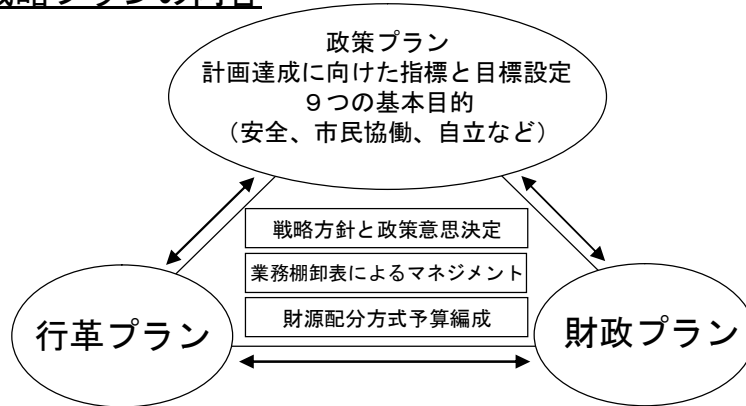 政策プラン
計画達成に向けた指標と目標設定
９つの基本目的
（安全、市民協働、自立など）
戦略方針と政策意思決定
業務棚卸表によるマネジメント
財源配分方式予算編成
行革プラン
財政プラン